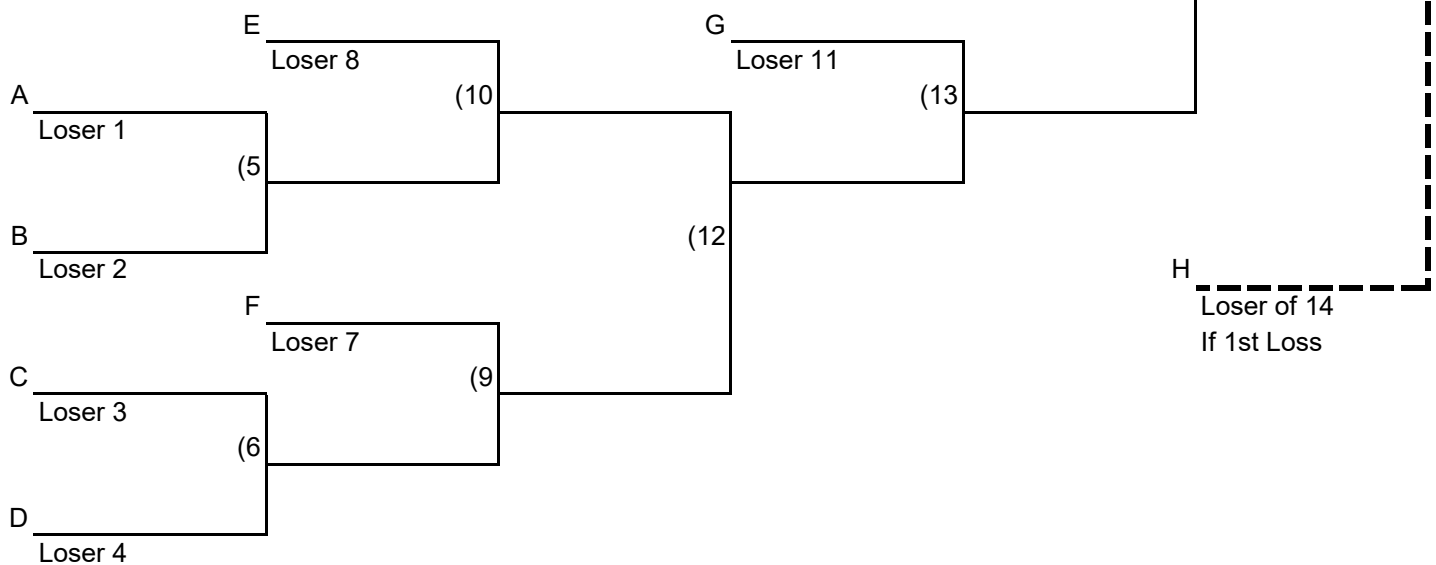 E
G
Loser 8
Loser 11
A
(10
(13
Loser 1
(5
B
(12
Loser 2
H
F
Loser of 14
Loser 7
If 1st Loss
C
(9
Loser 3
(6
D
Loser 4